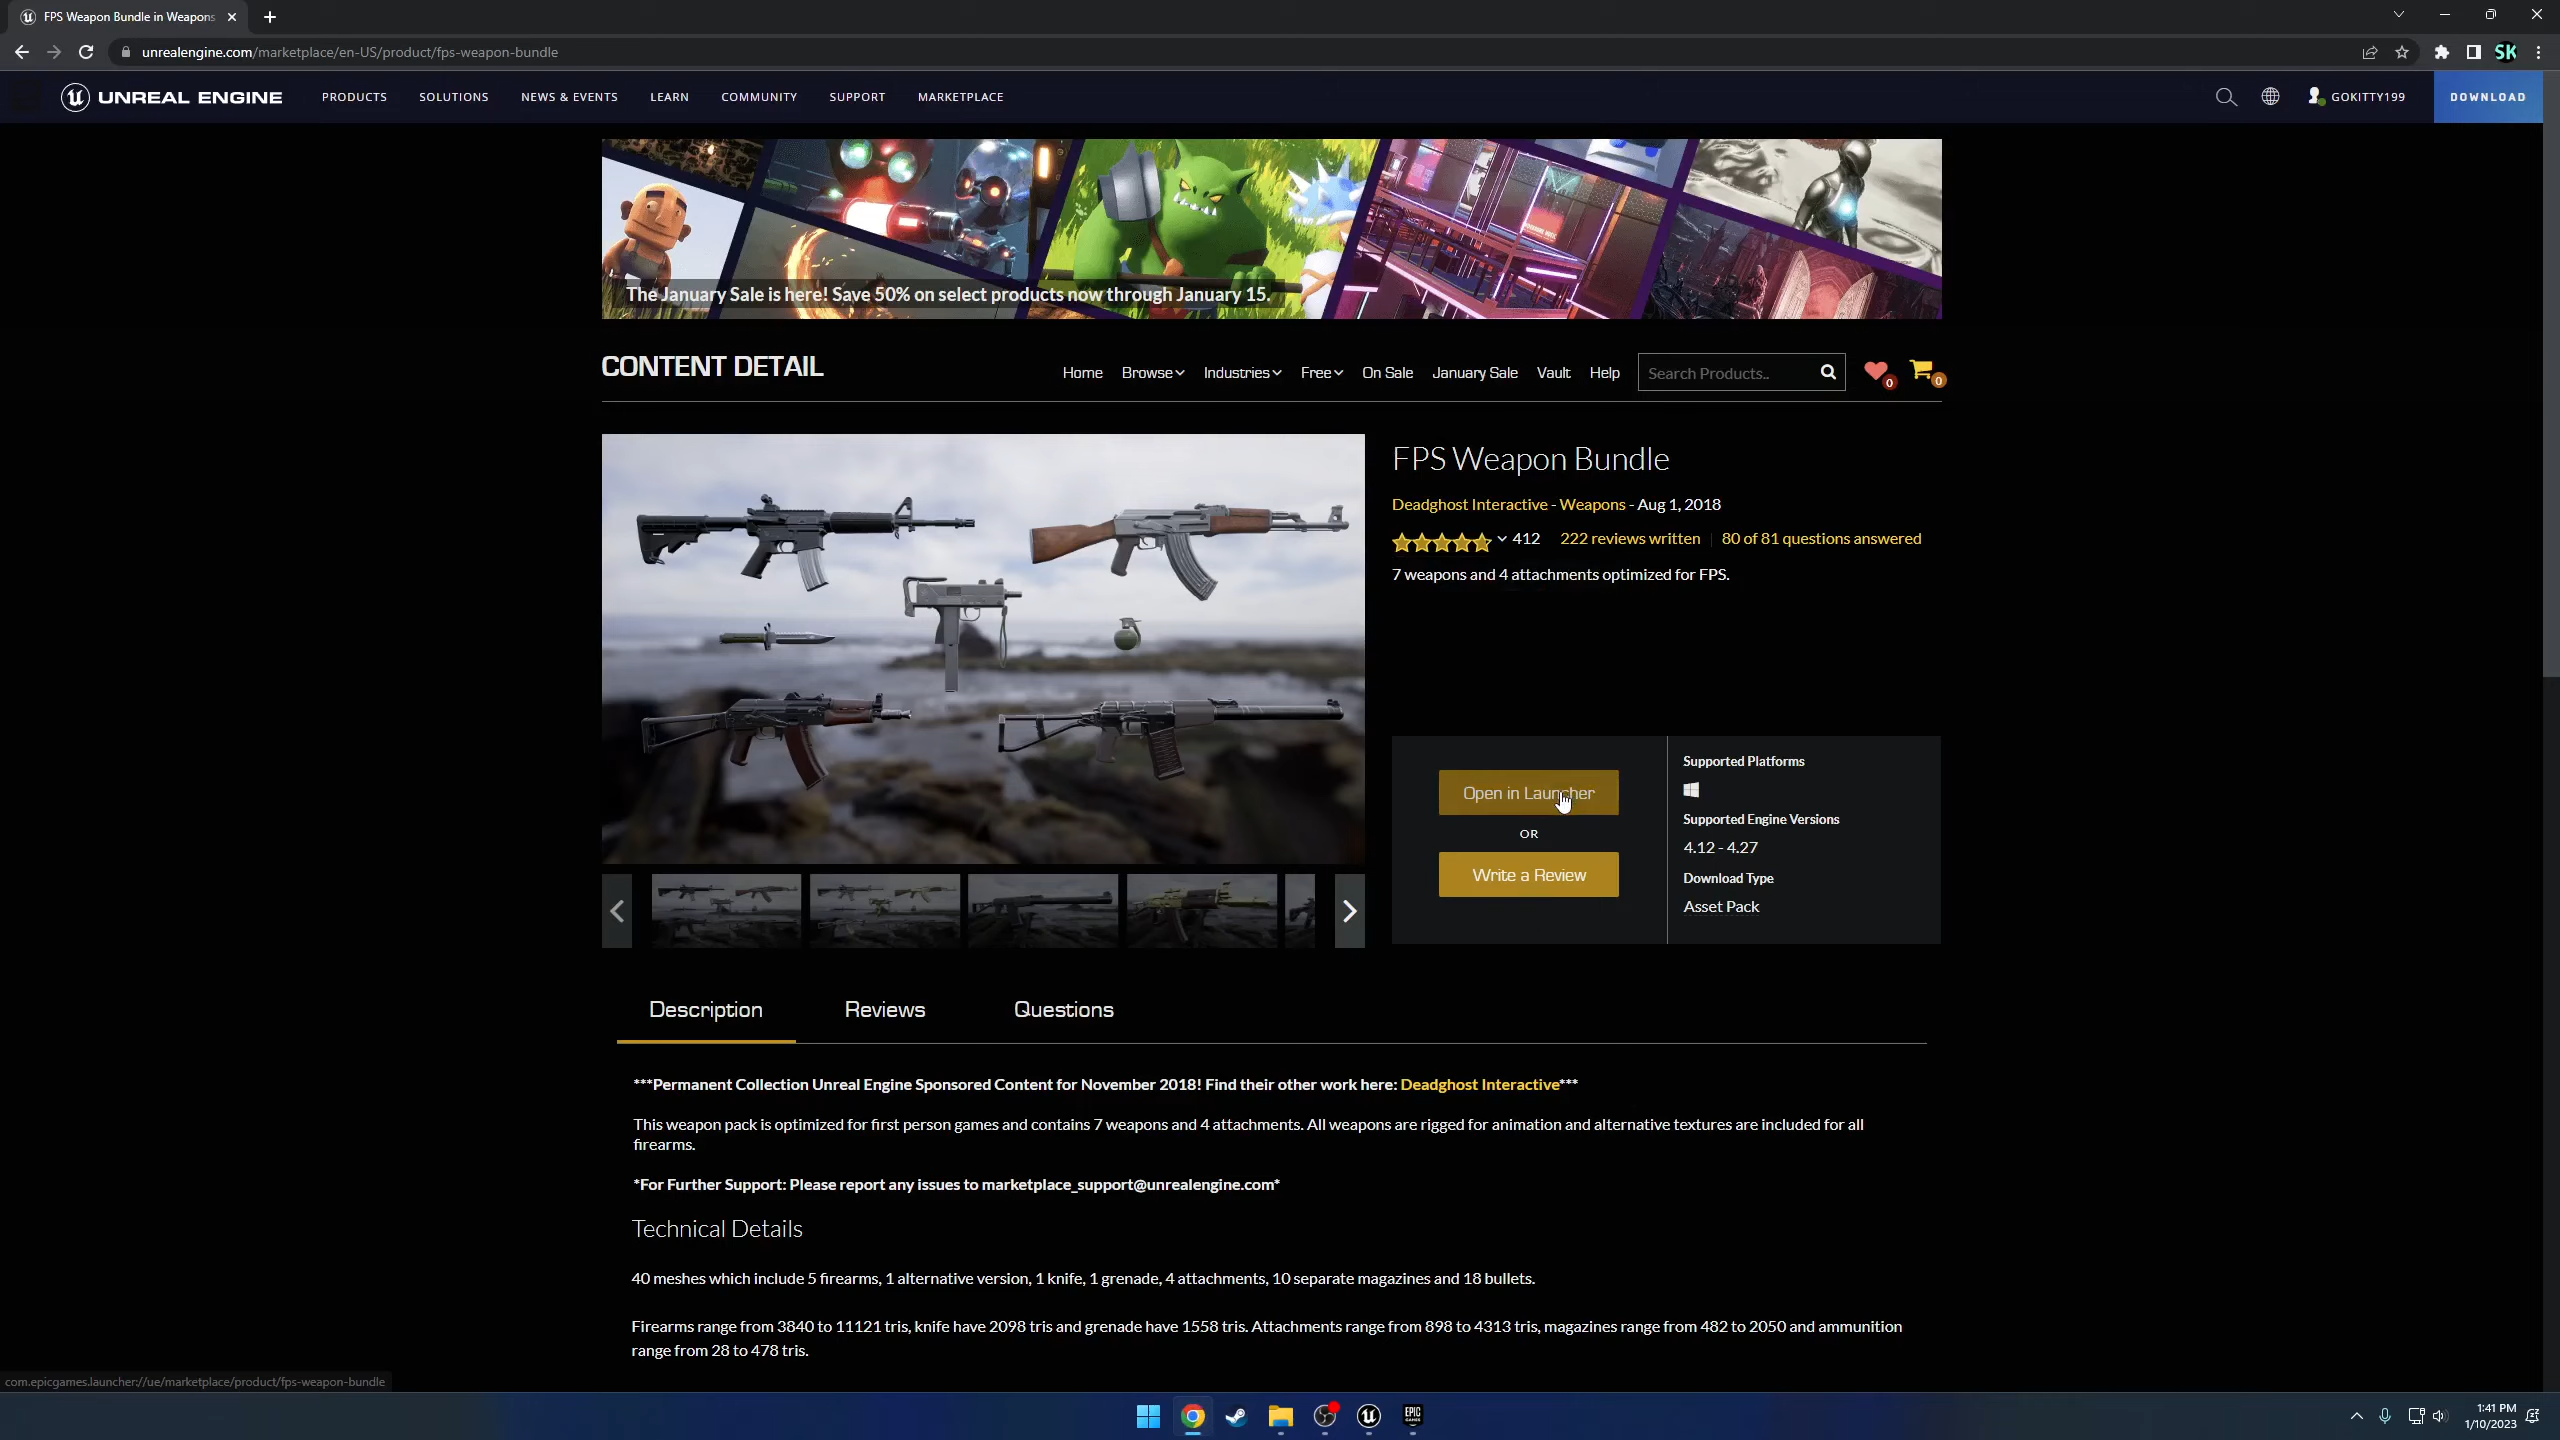 FPS Weapon Bundle in Weapons
unrealengine.com/marketplace/en-US/product/fps-weapon-bundle
SK
UNREAL ENGINE
PRODUCTS
SOLUTIONS
NEWS & EVENTS
LEARN
COMMUNITY
SUPPORT
MARKETPLACE
GOKITTY199
DOWNLOAD
The January Sale is here! Save 50% on select products now through January 15.
CONTENT DETAIL
Home
Browse
Industries
Free
On Sale
January Sale
Vault
Help
Search Products..
0
0
FPS Weapon Bundle
Deadghost Interactive - Weapons - Aug 1, 2018
412
222 reviews written
80 of 81 questions answered
7 weapons and 4 attachments optimized for FPS.
Open in Launcher
OR
Write a Review
Supported Platforms
Supported Engine Versions
4.12 - 4.27
Download Type
Asset Pack
Description
Reviews
Questions
***Permanent Collection Unreal Engine Sponsored Content for November 2018! Find their other work here: Deadghost Interactive***
This weapon pack is optimized for first person games and contains 7 weapons and 4 attachments. All weapons are rigged for animation and alternative textures are included for all
firearms.
*For Further Support: Please report any issues to marketplace_support@unrealengine.com*
Technical Details
40 meshes which include 5 firearms, 1 alternative version, 1 knife, 1 grenade, 4 attachments, 10 separate magazines and 18 bullets.
Firearms range from 3840 to 11121 tris, knife have 2098 tris and grenade have 1558 tris. Attachments range from 898 to 4313 tris, magazines range from 482 to 2050 and ammunition
range from 28 to 478 tris.
com.epicgames.launcher://ue/marketplace/product/fps-weapon-bundle
EPIC
GAMES
1:41 PM
1/10/2023